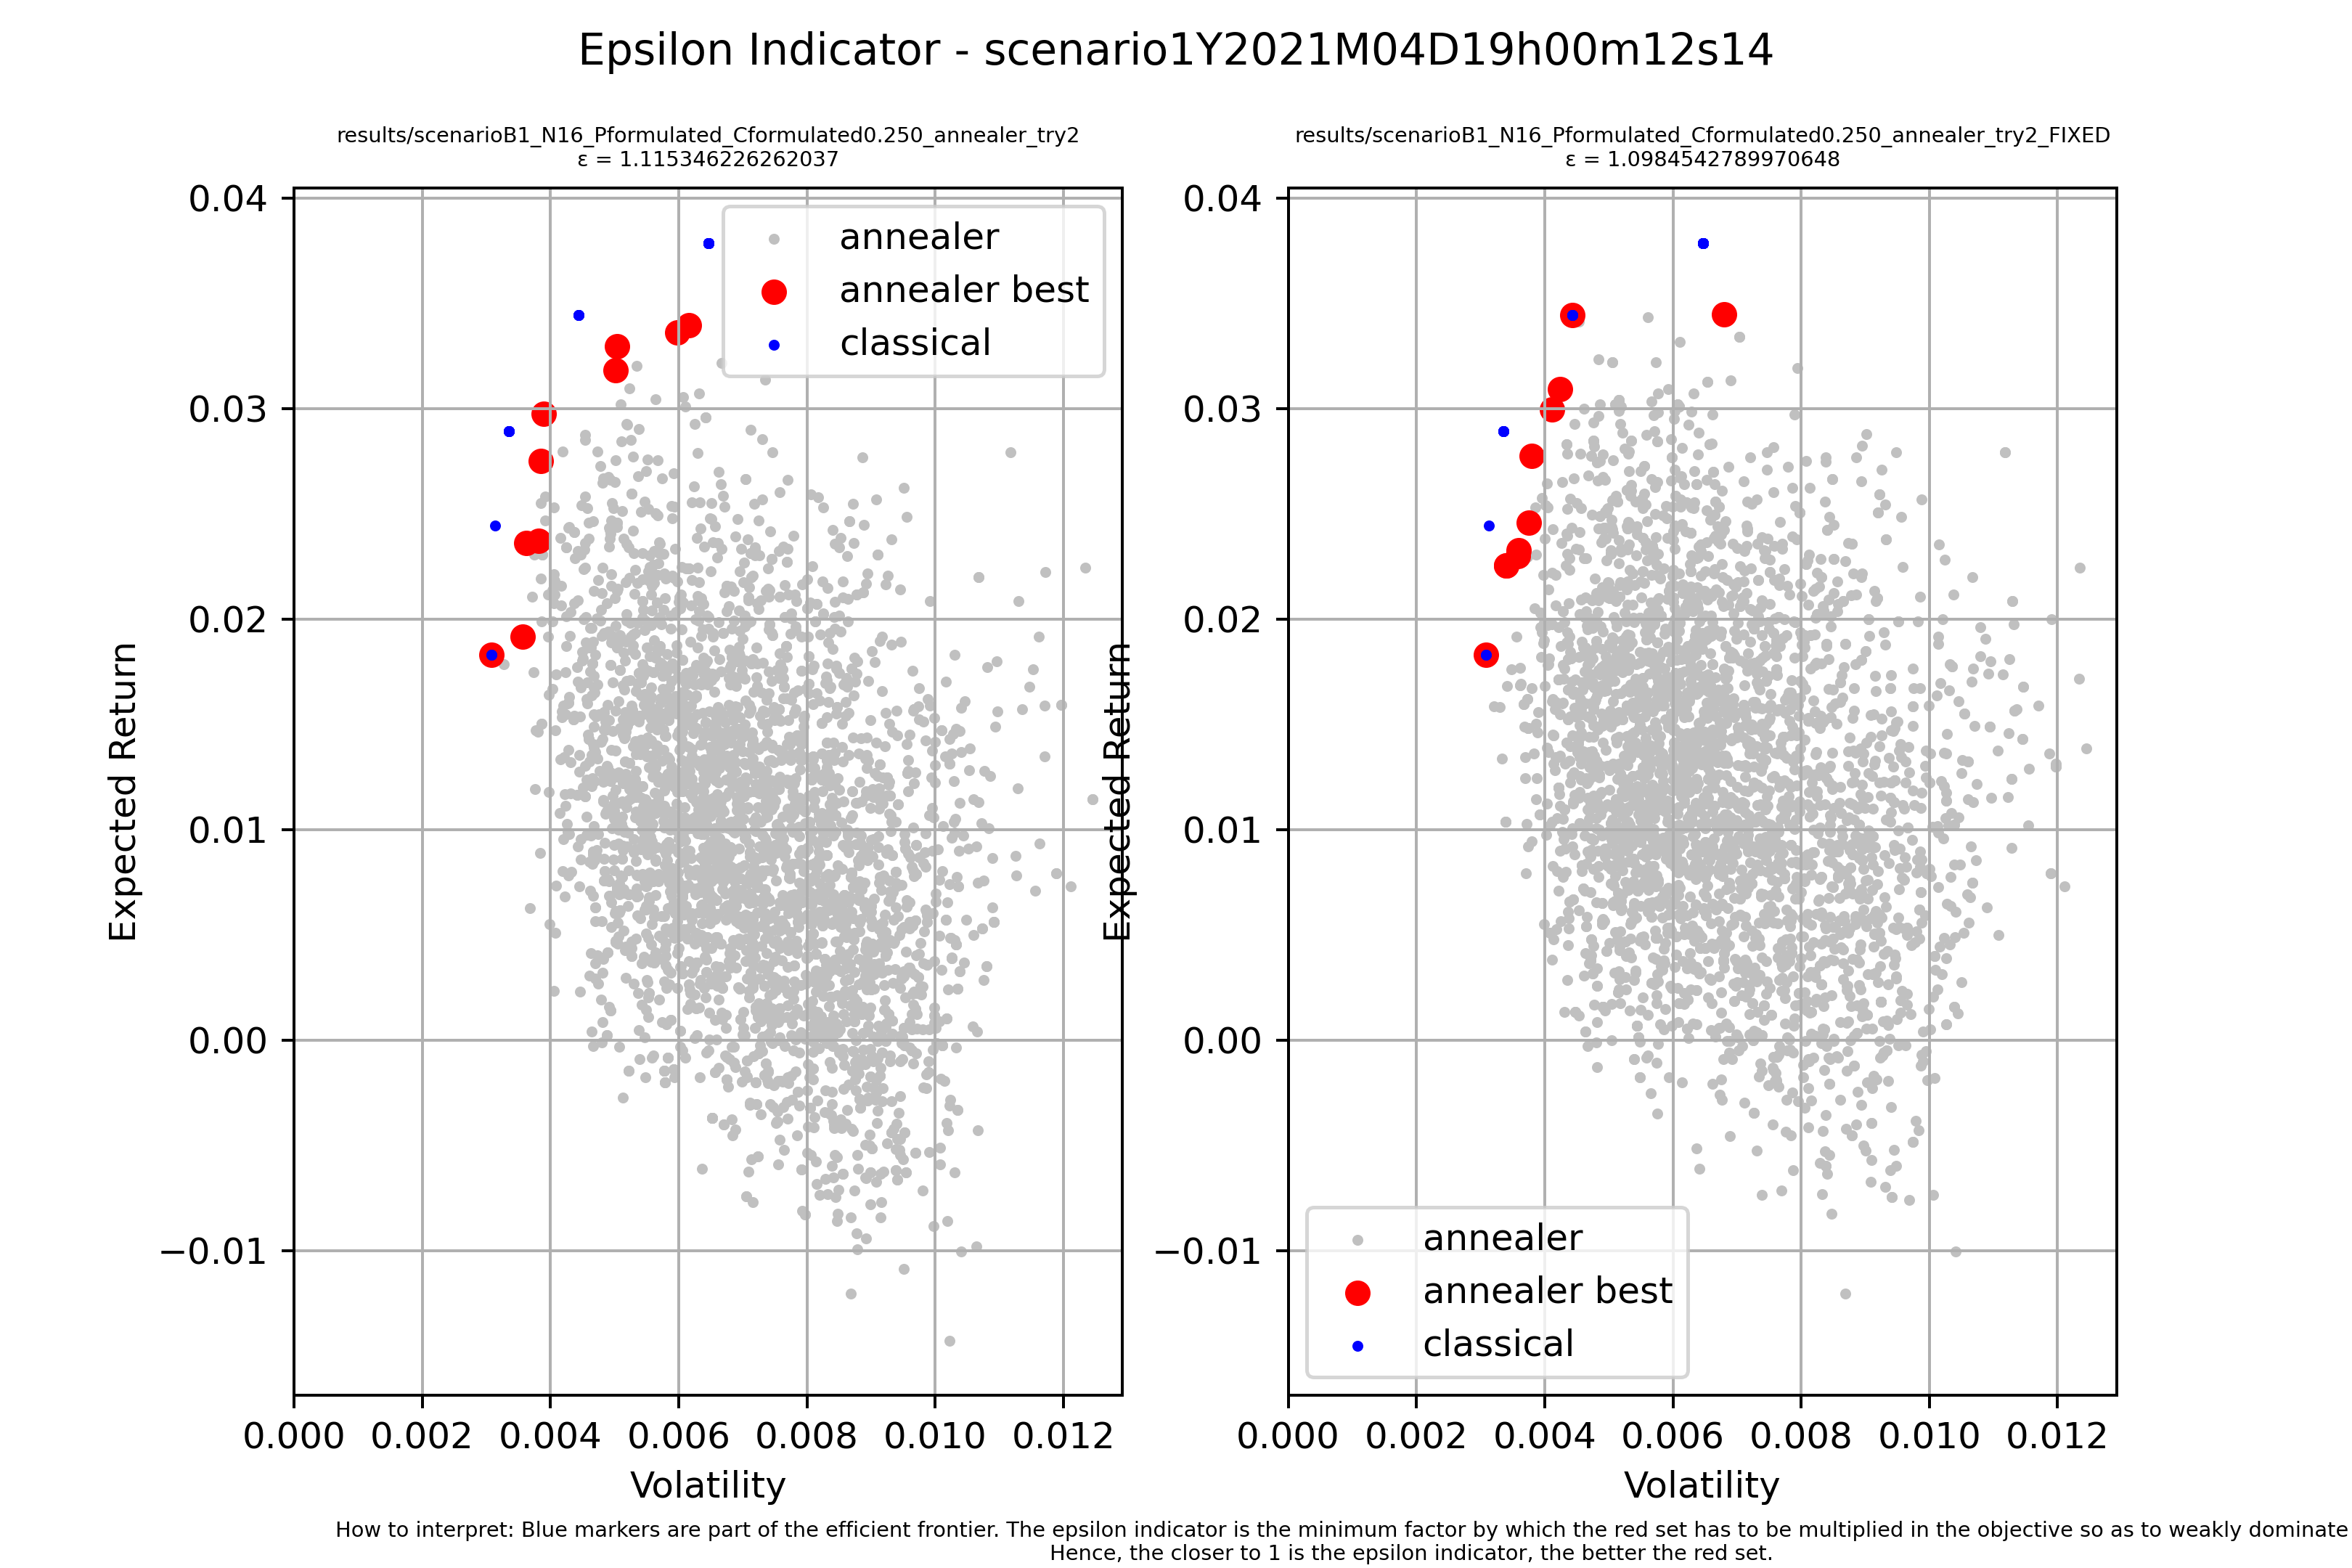 Epsilon Indicator - scenario1Y2021M04D19h00m12s14
results/scenarioB1_N16_Pformulated_Cformulated0.250_annealer_try2
ε = 1.115346226262037
0.04
0.03
0.02
0.01
0.00
−0.01
Expected Return
annealer
annealer best
classical
0.000 0.002 0.004 0.006 0.008 0.010 0.012
Volatility
results/scenarioB1_N16_Pformulated_Cformulated0.250_annealer_try2_FIXED
ε = 1.0984542789970648
0.04
0.03
0.02
0.01
0.00
−0.01
Expected Return
annealer
annealer best
classical
0.000 0.002 0.004 0.006 0.008 0.010 0.012
Volatility
How to interpret: Blue markers are part of the efficient frontier. The epsilon indicator is the minimum factor by which the red set has to be multiplied in the objective so as to weakly dominate
Hence, the closer to 1 is the epsilon indicator, the better the red set.